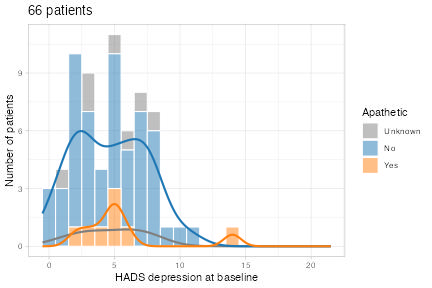 66 patients
Number of patients
9
6
3
0
0
5
10
15
20
HADS depression at baseline
Apathetic
Unknown
No
Yes